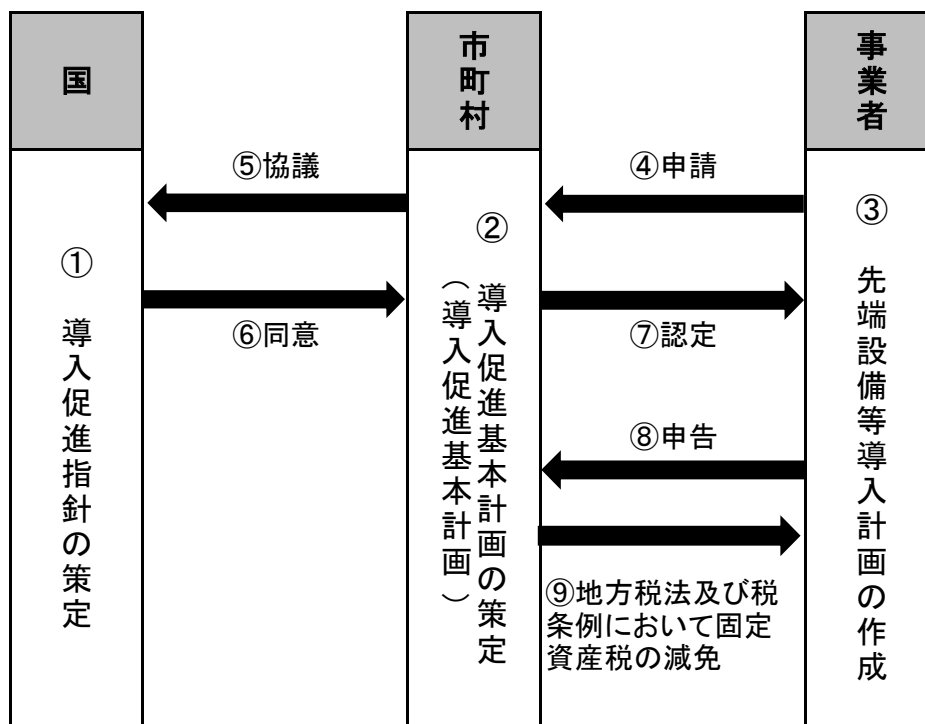 国
市町村
事業者
① 導入促進指針の策定
⑤協議
⑥同意
② 導入促進基本計画の策定
（導入促進基本計画）
④申請
⑦認定
⑧申告
⑨地方税法及び税
条例において固定
資産税の減免
③ 先端設備等導入計画の作成